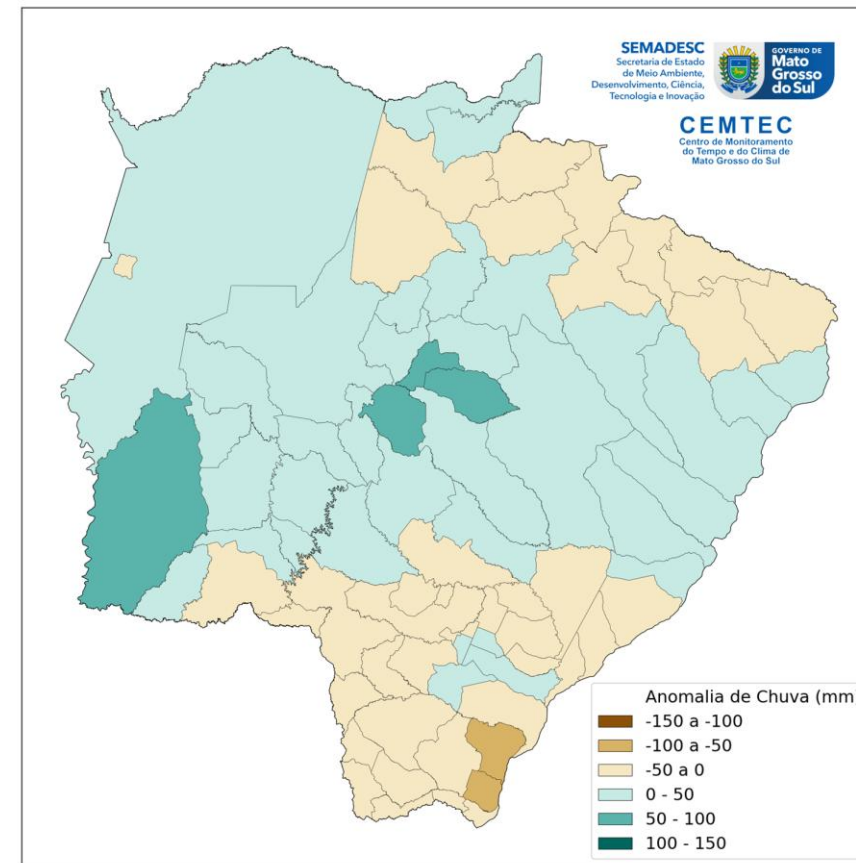 SEMADESC
Secretaria de Estado
de Meio Ambiente,
Desenvolvimento, Ciência,
Tecnologia e Inovação
GOVERNO DE
Mato
Grosso
do Sul
CEMTEC
Centro de Monitoramento
do Tempo e do Clima de
Mato Grosso do Sul
Anomalia de Chuva (mm
-150 a -100
-100 a -50
-50 a 0
0 - 50
50 - 100
100 - 150